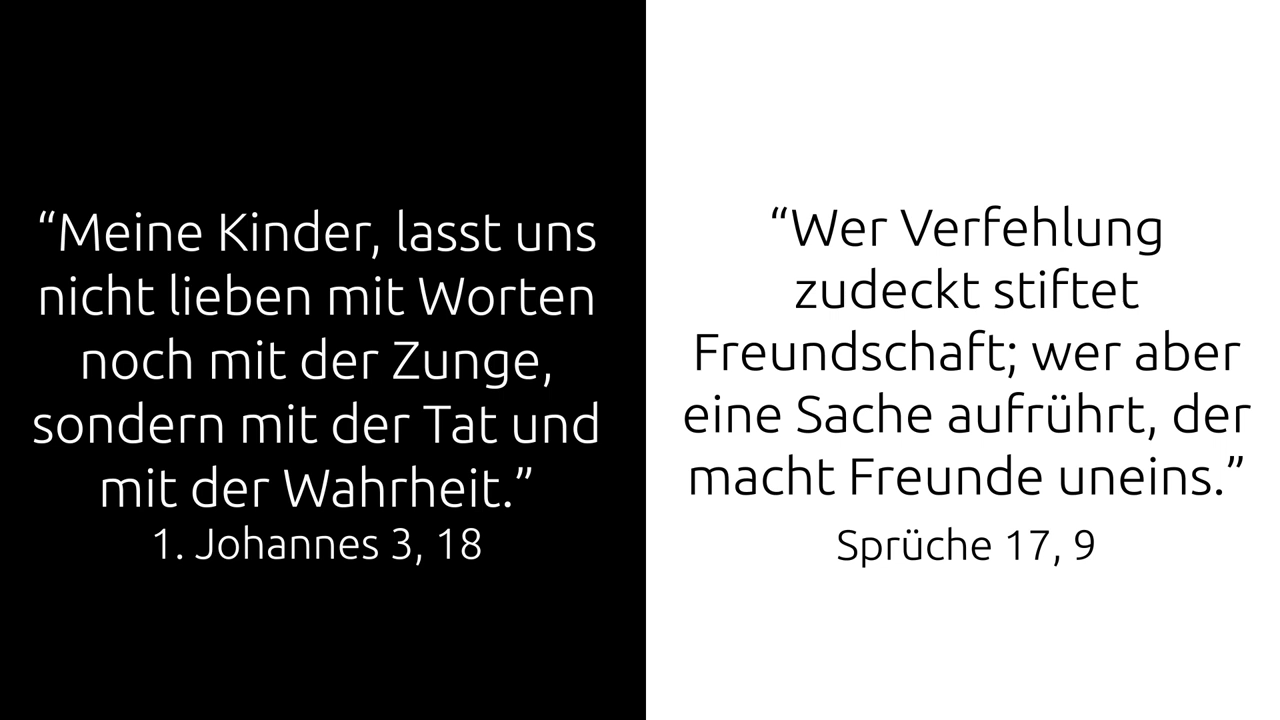 “Meine Kinder, lasst uns
nicht lieben mit Worten
noch mit der Zunge,
sondern mit der Tat und
mit der Wahrheit.”
1. Johannes 3, 18
“Wer Verfehlung
zudeckt stiftet
Freundschaft; wer aber
eine Sache aufrührt, der
macht Freunde uneins.”
Sprüche 17, 9